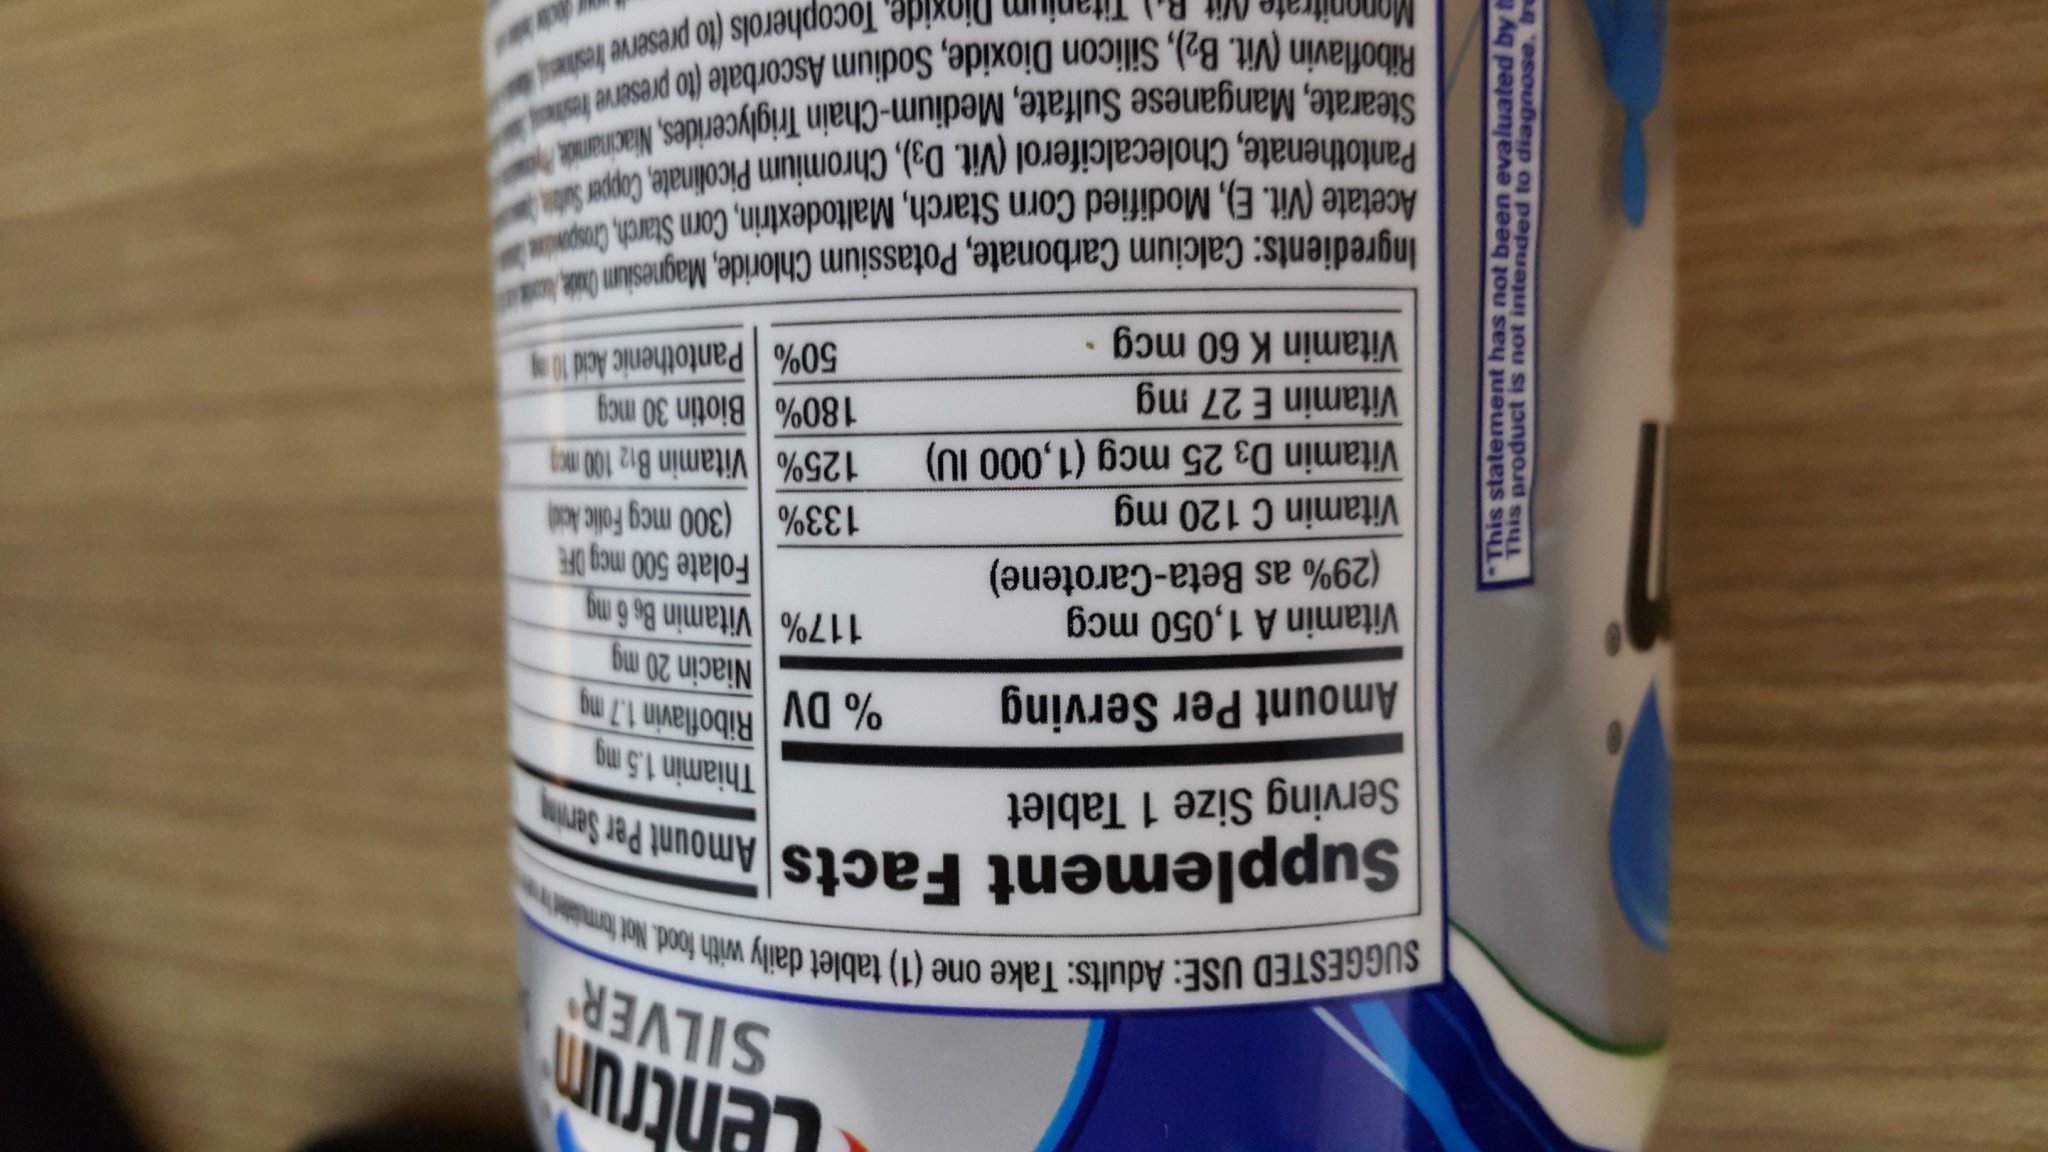 Centrum
SILVER®
SUGGESTED USE: Adults: Take one (1) tablet daily with food. Not formulated for
Supplement Facts
Serving Size 1 Tablet
Amount Per Serving % DV
Vitamin A 1,050 mcg 117%
(29% as Beta-Carotene)
Vitamin C 120 mg 133%
Vitamin D3 25 mcg (1,000 IU) 125%
Vitamin E 27 mg 180%
Vitamin K 60 mcg 50%
Amount Per Serving
Thiamin 1.5 mg
Riboflavin 1.7 mg
Niacin 20 mg
Vitamin B6 6 mg
Folate 500 mcg DFE
(300 mcg Folic Acid)
Vitamin B12 100 mcg
Biotin 30 mcg
Pantothenic Acid 10 mg
Ingredients: Calcium Carbonate, Potassium Chloride, Magnesium Oxide,
Acetate (Vit. E), Modified Corn Starch, Maltodextrin, Corn Starch, Crospovidone,
Pantothenate, Cholecalciferol (Vit. D3), Chromium Picolinate, Copper Sulfate,
Stearate, Manganese Sulfate, Medium-Chain Triglycerides, Niacinamide,
Riboflavin (Vit. B2), Silicon Dioxide, Sodium Ascorbate (to preserve freshness),
Mononitrate (Vit. B1), Titanium Dioxide, Tocopherols (to preserve freshness),
*This statement has not been evaluated by
This product is not intended to diagnose,